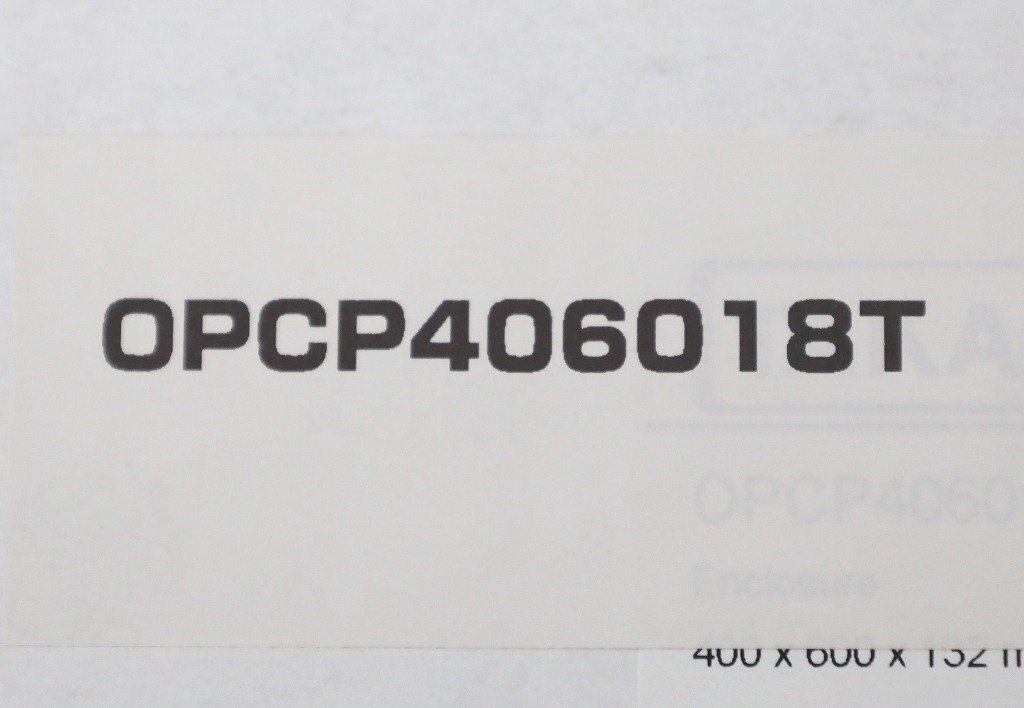 OPCP406018T
OPCP4060
Enclosure
400 x 600 x 132